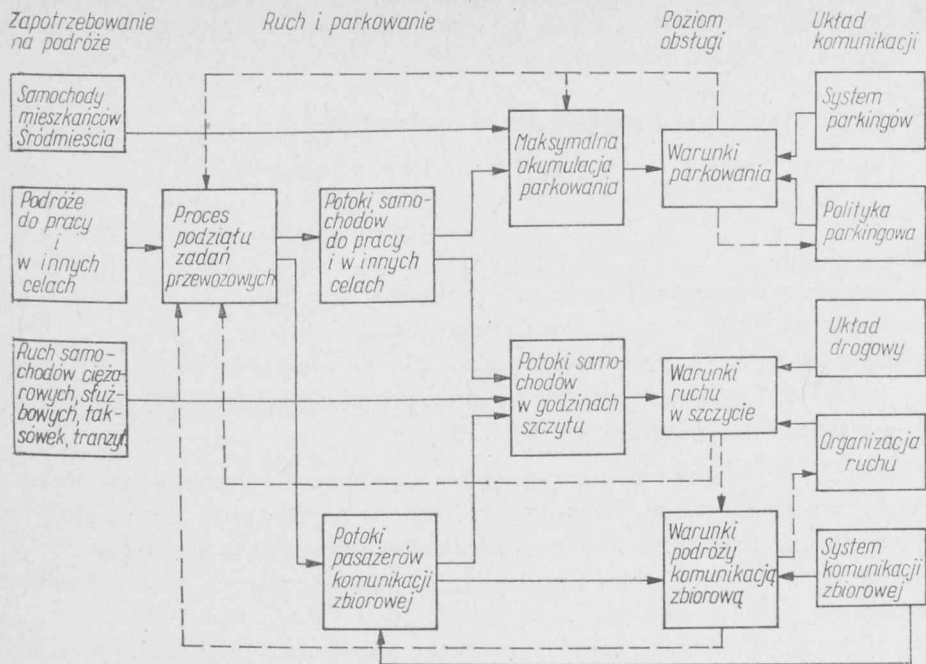 Zapotrzebowanie
na podróże
Ruch i parkowanie
Poziom
obsługi
Układ
komunikacji
Samochody
mieszkańców
Śródmieścia
Maksymalna
akumulacja
parkowania
Warunki
parkowania
System
parkingów
Podróże
do pracy
i
w innych
celach
Proces
podziału
zadań
przewozowych
Potoki samo-
chodów
do pracy
i w innych
celach
Polityka
parkingowa
Ruch samo-
chodów cięża-
rowych, służ-
bowych, tak-
sówek, tranzyt.
Potoki samo-
chodów
w godzinach
szczytu
Warunki
ruchu
w szczycie
Układ
drogowy
Organizacja
ruchu
Potoki
pasażerów
komunikacji
zbiorowej
Warunki
podróży
komunikacją
zbiorową
System
komunikacji
zbiorowej